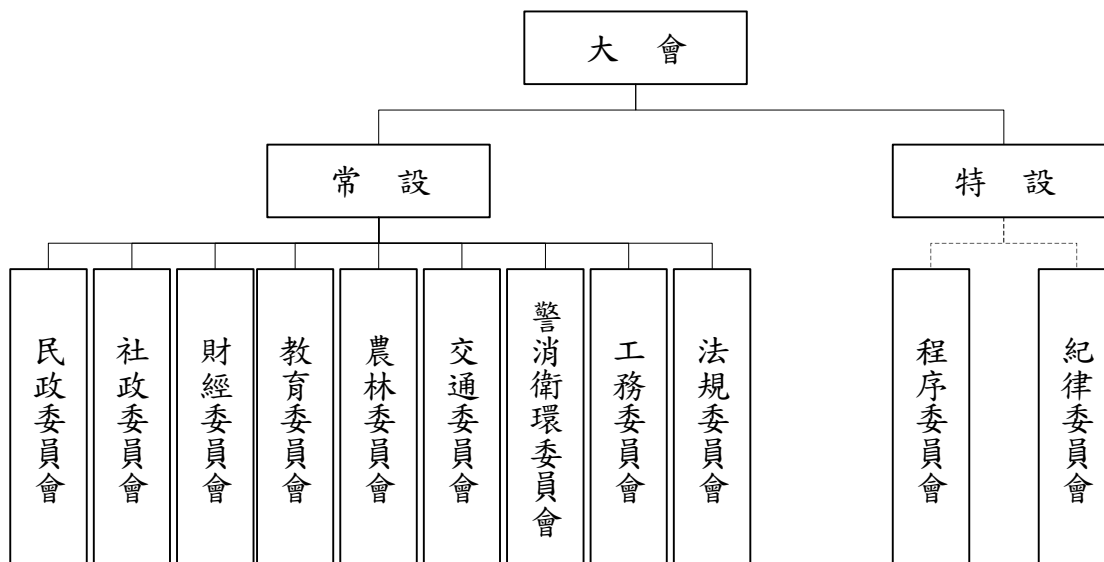 大會
常設
特設
民政委員會
社政委員會
財經委員會
教育委員會
農林委員會
交通委員會
警消衛環委員會
工務委員會
法規委員會
程序委員會
紀律委員會